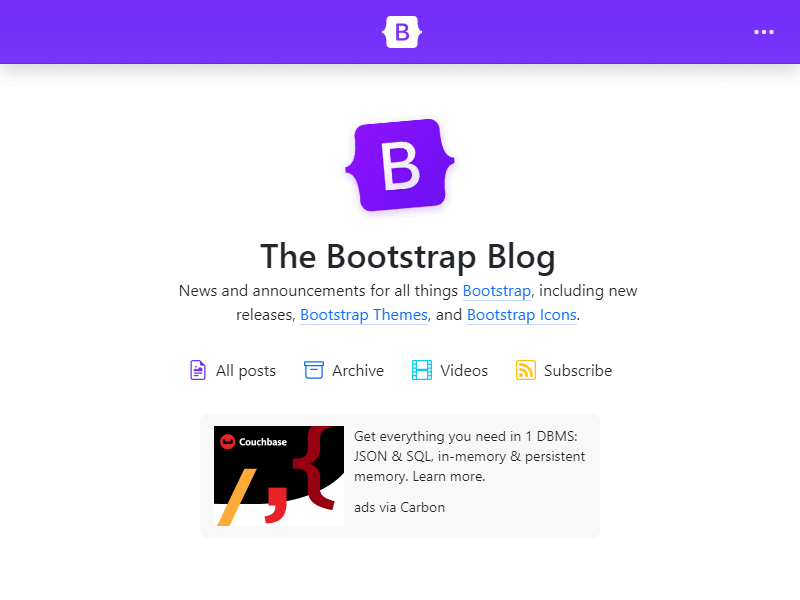 B
B
The Bootstrap Blog
News and announcements for all things Bootstrap, including new
releases, Bootstrap Themes, and Bootstrap Icons.
All posts Archive Videos Subscribe
Couchbase
Get everything you need in 1 DBMS:
JSON & SQL, in-memory & persistent
memory. Learn more.
ads via Carbon